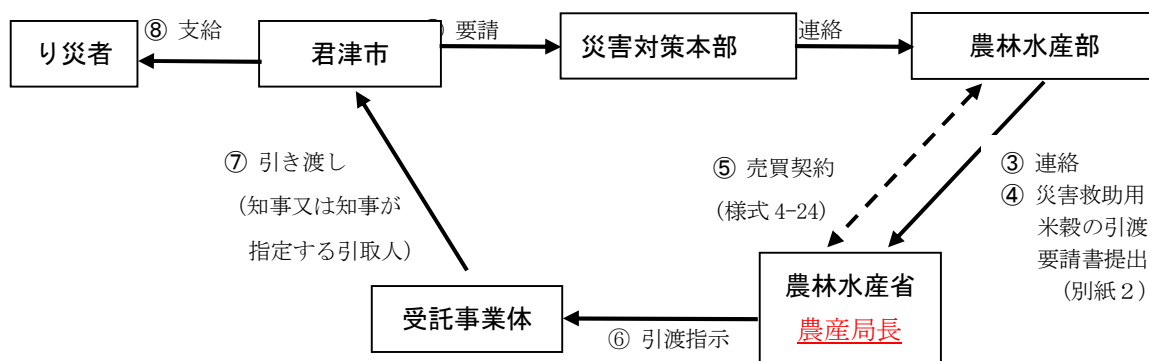 ⑧ 支給
要請
連絡
り災者
君津市
災害対策本部
農林水産部
⑦ 引き渡し
(知事又は知事が
指定する引取人)
⑤ 売買契約
(様式 4-24)
③ 連絡
④ 災害救助用
米穀の引渡
要請書提出
(別紙2)
受託事業体
⑥ 引渡指示
農林水産省
農産局長